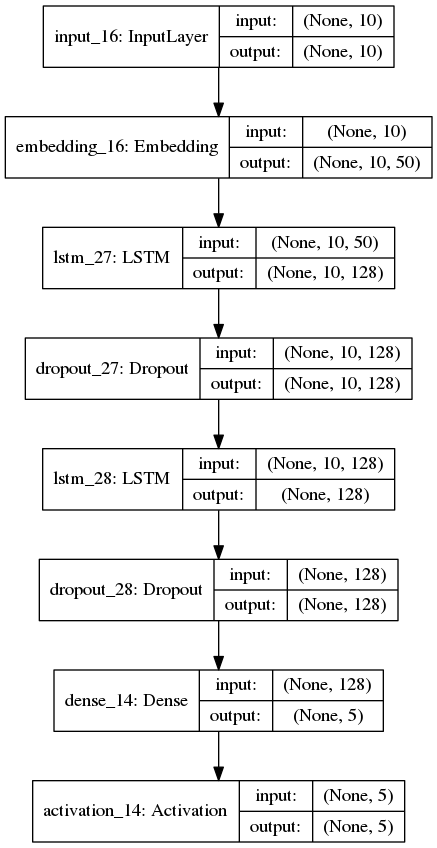 input_16: InputLayer
input: (None, 10)
output: (None, 10)
embedding_16: Embedding
input: (None, 10)
output: (None, 10, 50)
lstm_27: LSTM
input: (None, 10, 50)
output: (None, 10, 128)
dropout_27: Dropout
input: (None, 10, 128)
output: (None, 10, 128)
lstm_28: LSTM
input: (None, 10, 128)
output: (None, 128)
dropout_28: Dropout
input: (None, 128)
output: (None, 128)
dense_14: Dense
input: (None, 128)
output: (None, 5)
activation_14: Activation
input: (None, 5)
output: (None, 5)